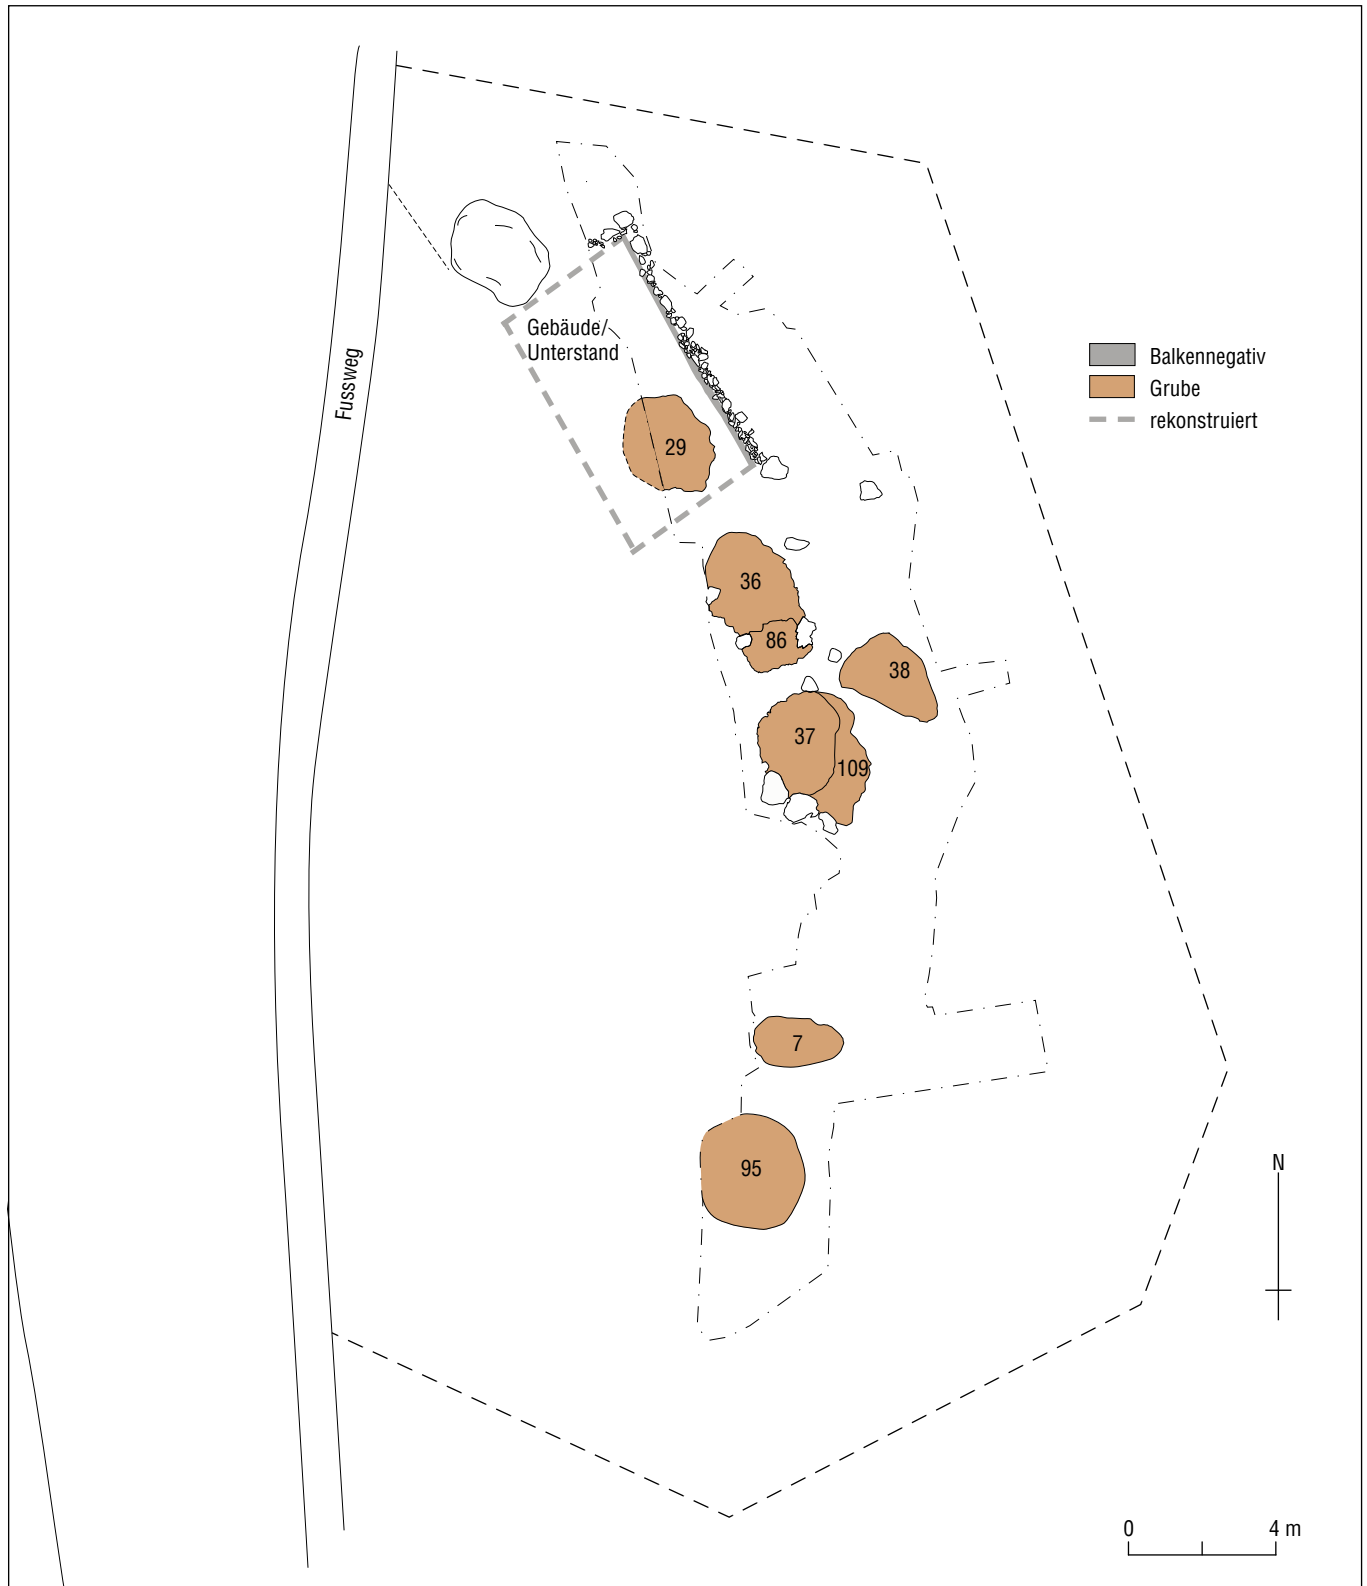 Gebäude/
Unterstand
Fussweg
Balkennegativ
Grube
rekonstruiert
29
36
86
38
37
109
7
95
N
0 4 m